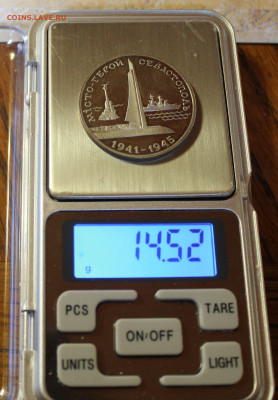 COINS.LAVE.RU
МІСТО-ГЕРОЙ СЕВАСТОПОЛЬ
1941-1945
14.52
g
PCS
TARE
ON/OFF
UNITS
LIGHT